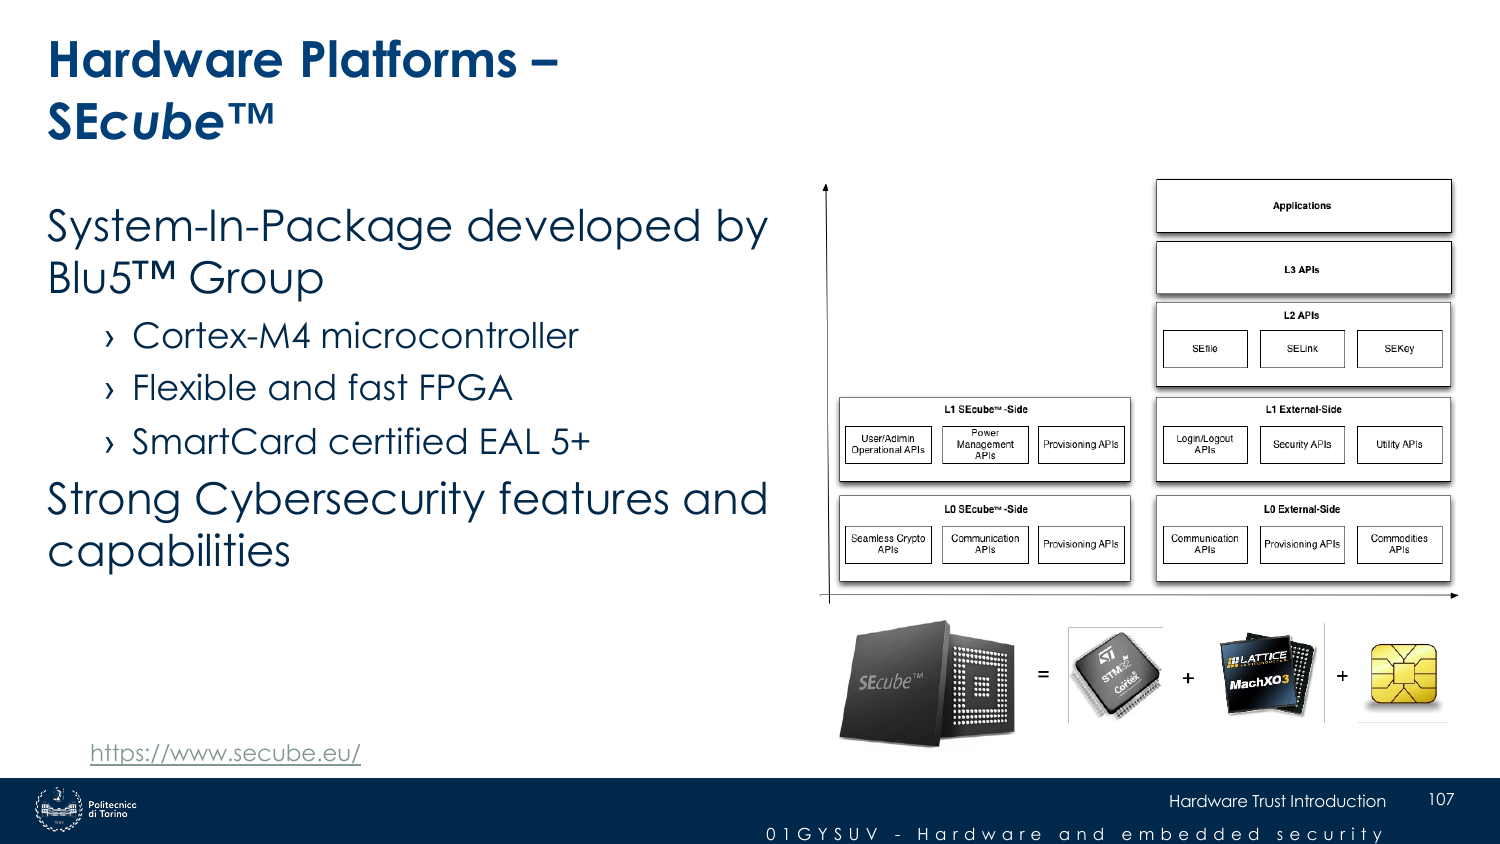 Hardware Platforms –
SEcube™
System-In-Package developed by
Blu5™ Group
› Cortex-M4 microcontroller
› Flexible and fast FPGA
› SmartCard certified EAL 5+
Strong Cybersecurity features and
capabilities
https://www.secube.eu/
Applications
L3 APIs
L2 APIs
SEfile
SELink
SEKey
L1 SEcube™ -Side
User/Admin
Operational APIs
Power
Management
APIs
Provisioning APIs
L1 External-Side
Login/Logout
APIs
Security APIs
Utility APIs
L0 SEcube™ -Side
Seamless Crypto
APIs
Communication
APIs
Provisioning APIs
L0 External-Side
Communication
APIs
Provisioning APIs
Commodities
APIs
SEcube™
=
ST
STM32
Cortex
+
LATTICE
MachXO3
+
Politecnico
di Torino
Hardware Trust Introduction
107
01GYSUV - Hardware and embedded security